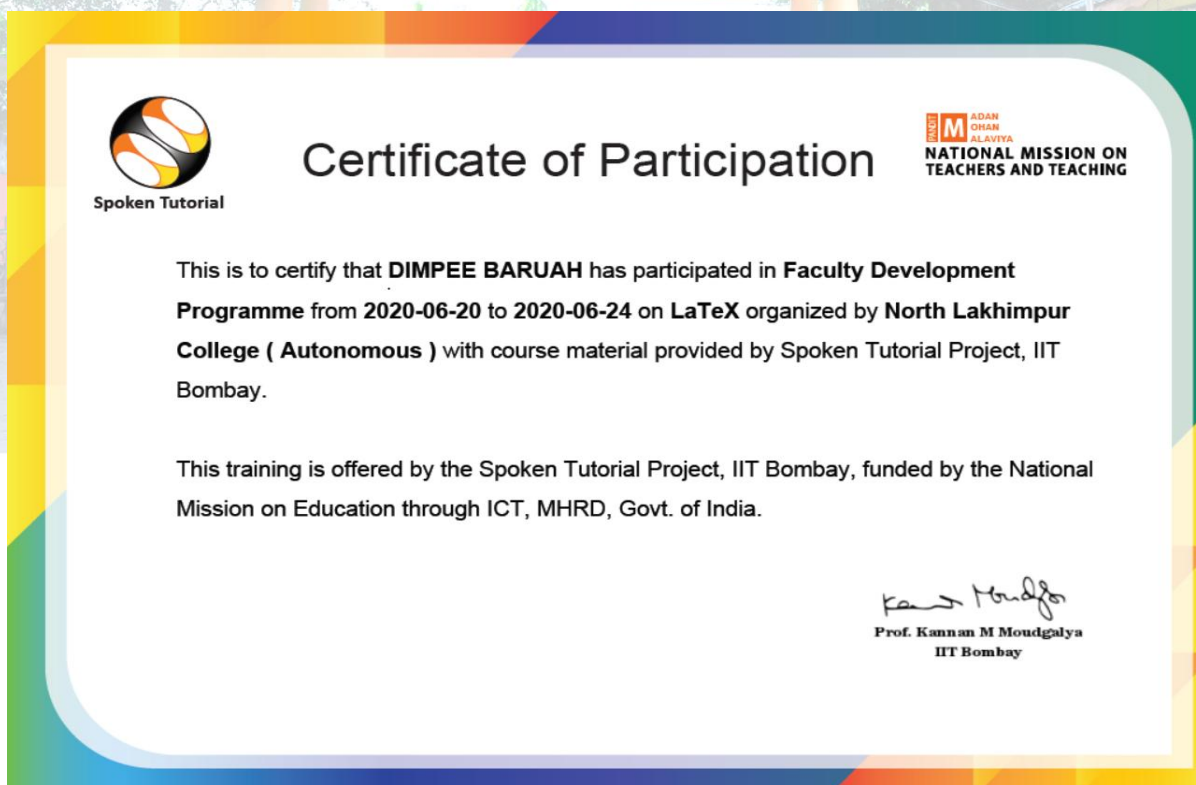 Spoken Tutorial
Certificate of Participation
PANDIT
MADAN
MOHAN
MALAVIYA
NATIONAL MISSION ON
TEACHERS AND TEACHING
This is to certify that DIMPEE BARUAH has participated in Faculty Development
Programme from 2020-06-20 to 2020-06-24 on LaTeX organized by North Lakhimpur
College ( Autonomous ) with course material provided by Spoken Tutorial Project, IIT
Bombay.
This training is offered by the Spoken Tutorial Project, IIT Bombay, funded by the National
Mission on Education through ICT, MHRD, Govt. of India.
Prof. Kannan M Moudgalya
IIT Bombay